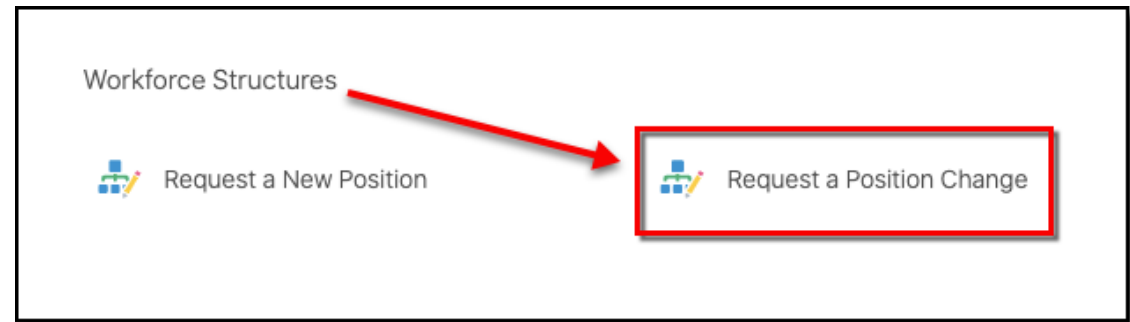 Workforce Structures
Request a New Position
Request a Position Change